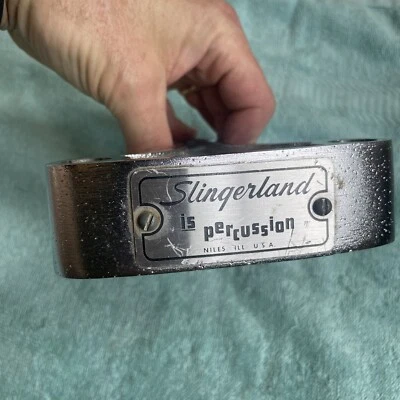 Slingerland
is percussion
NILES ILL U.S.A.